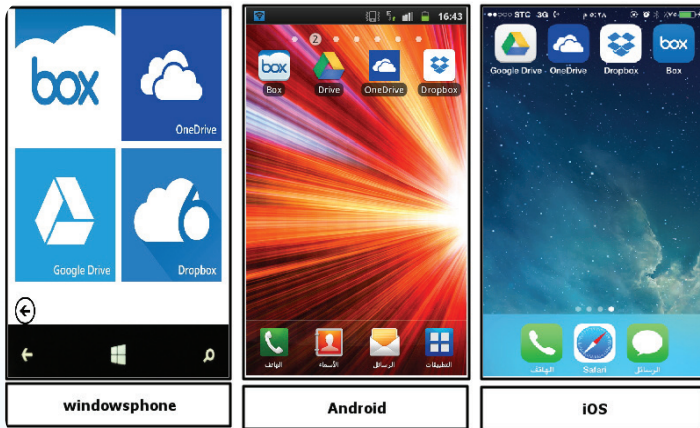 box
OneDrive
Google Drive
Dropbox
windowsphone
16:43
2
Box
Drive
OneDrive
Dropbox
الهاتف
الأسماء
الرسائل
التطبيقات
Android
STC 3G
Google Drive
OneDrive
Dropbox
box
Box
الهاتف
Safari
الرسائل
iOS